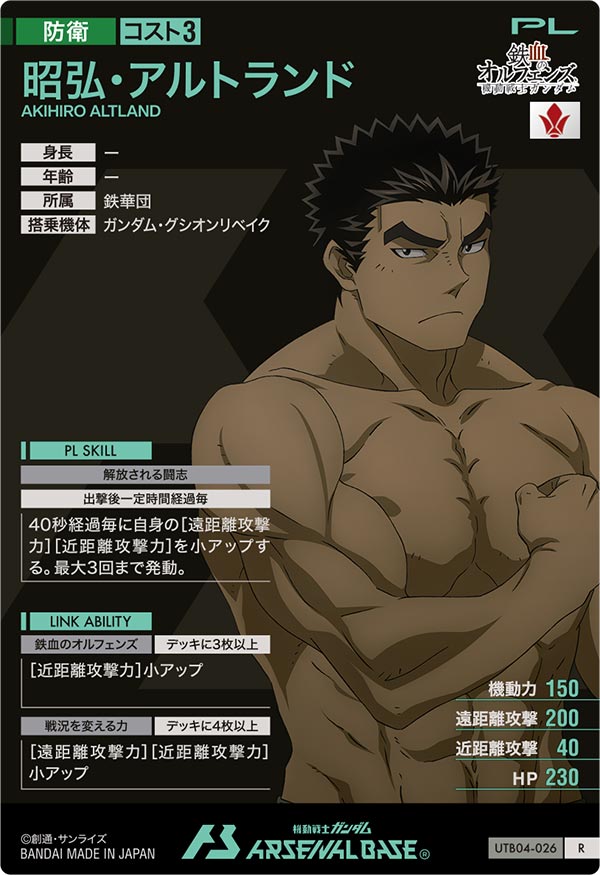 防衛 コスト3 PL
昭弘・アルトランド
AKIHIRO ALTLAND
鉄血のオルフェンズ
機動戦士ガンダム
身長 ー
年齢 ー
所属 鉄華団
搭乗機体 ガンダム・グシオンリベイク
PL SKILL
解放される闘志
出撃後一定時間経過毎
40秒経過毎に自身の[遠距離攻撃
力][近距離攻撃力]を小アップす
る。最大3回まで発動。
LINK ABILITY
鉄血のオルフェンズ デッキに3枚以上
[近距離攻撃力]小アップ
戦況を変える力 デッキに4枚以上
[遠距離攻撃力][近距離攻撃力]
小アップ
機動力 150
遠距離攻撃 200
近距離攻撃 40
HP 230
©創通・サンライズ
BANDAI MADE IN JAPAN
機動戦士ガンダム
ARSENAL BASE®
UTB04-026 R